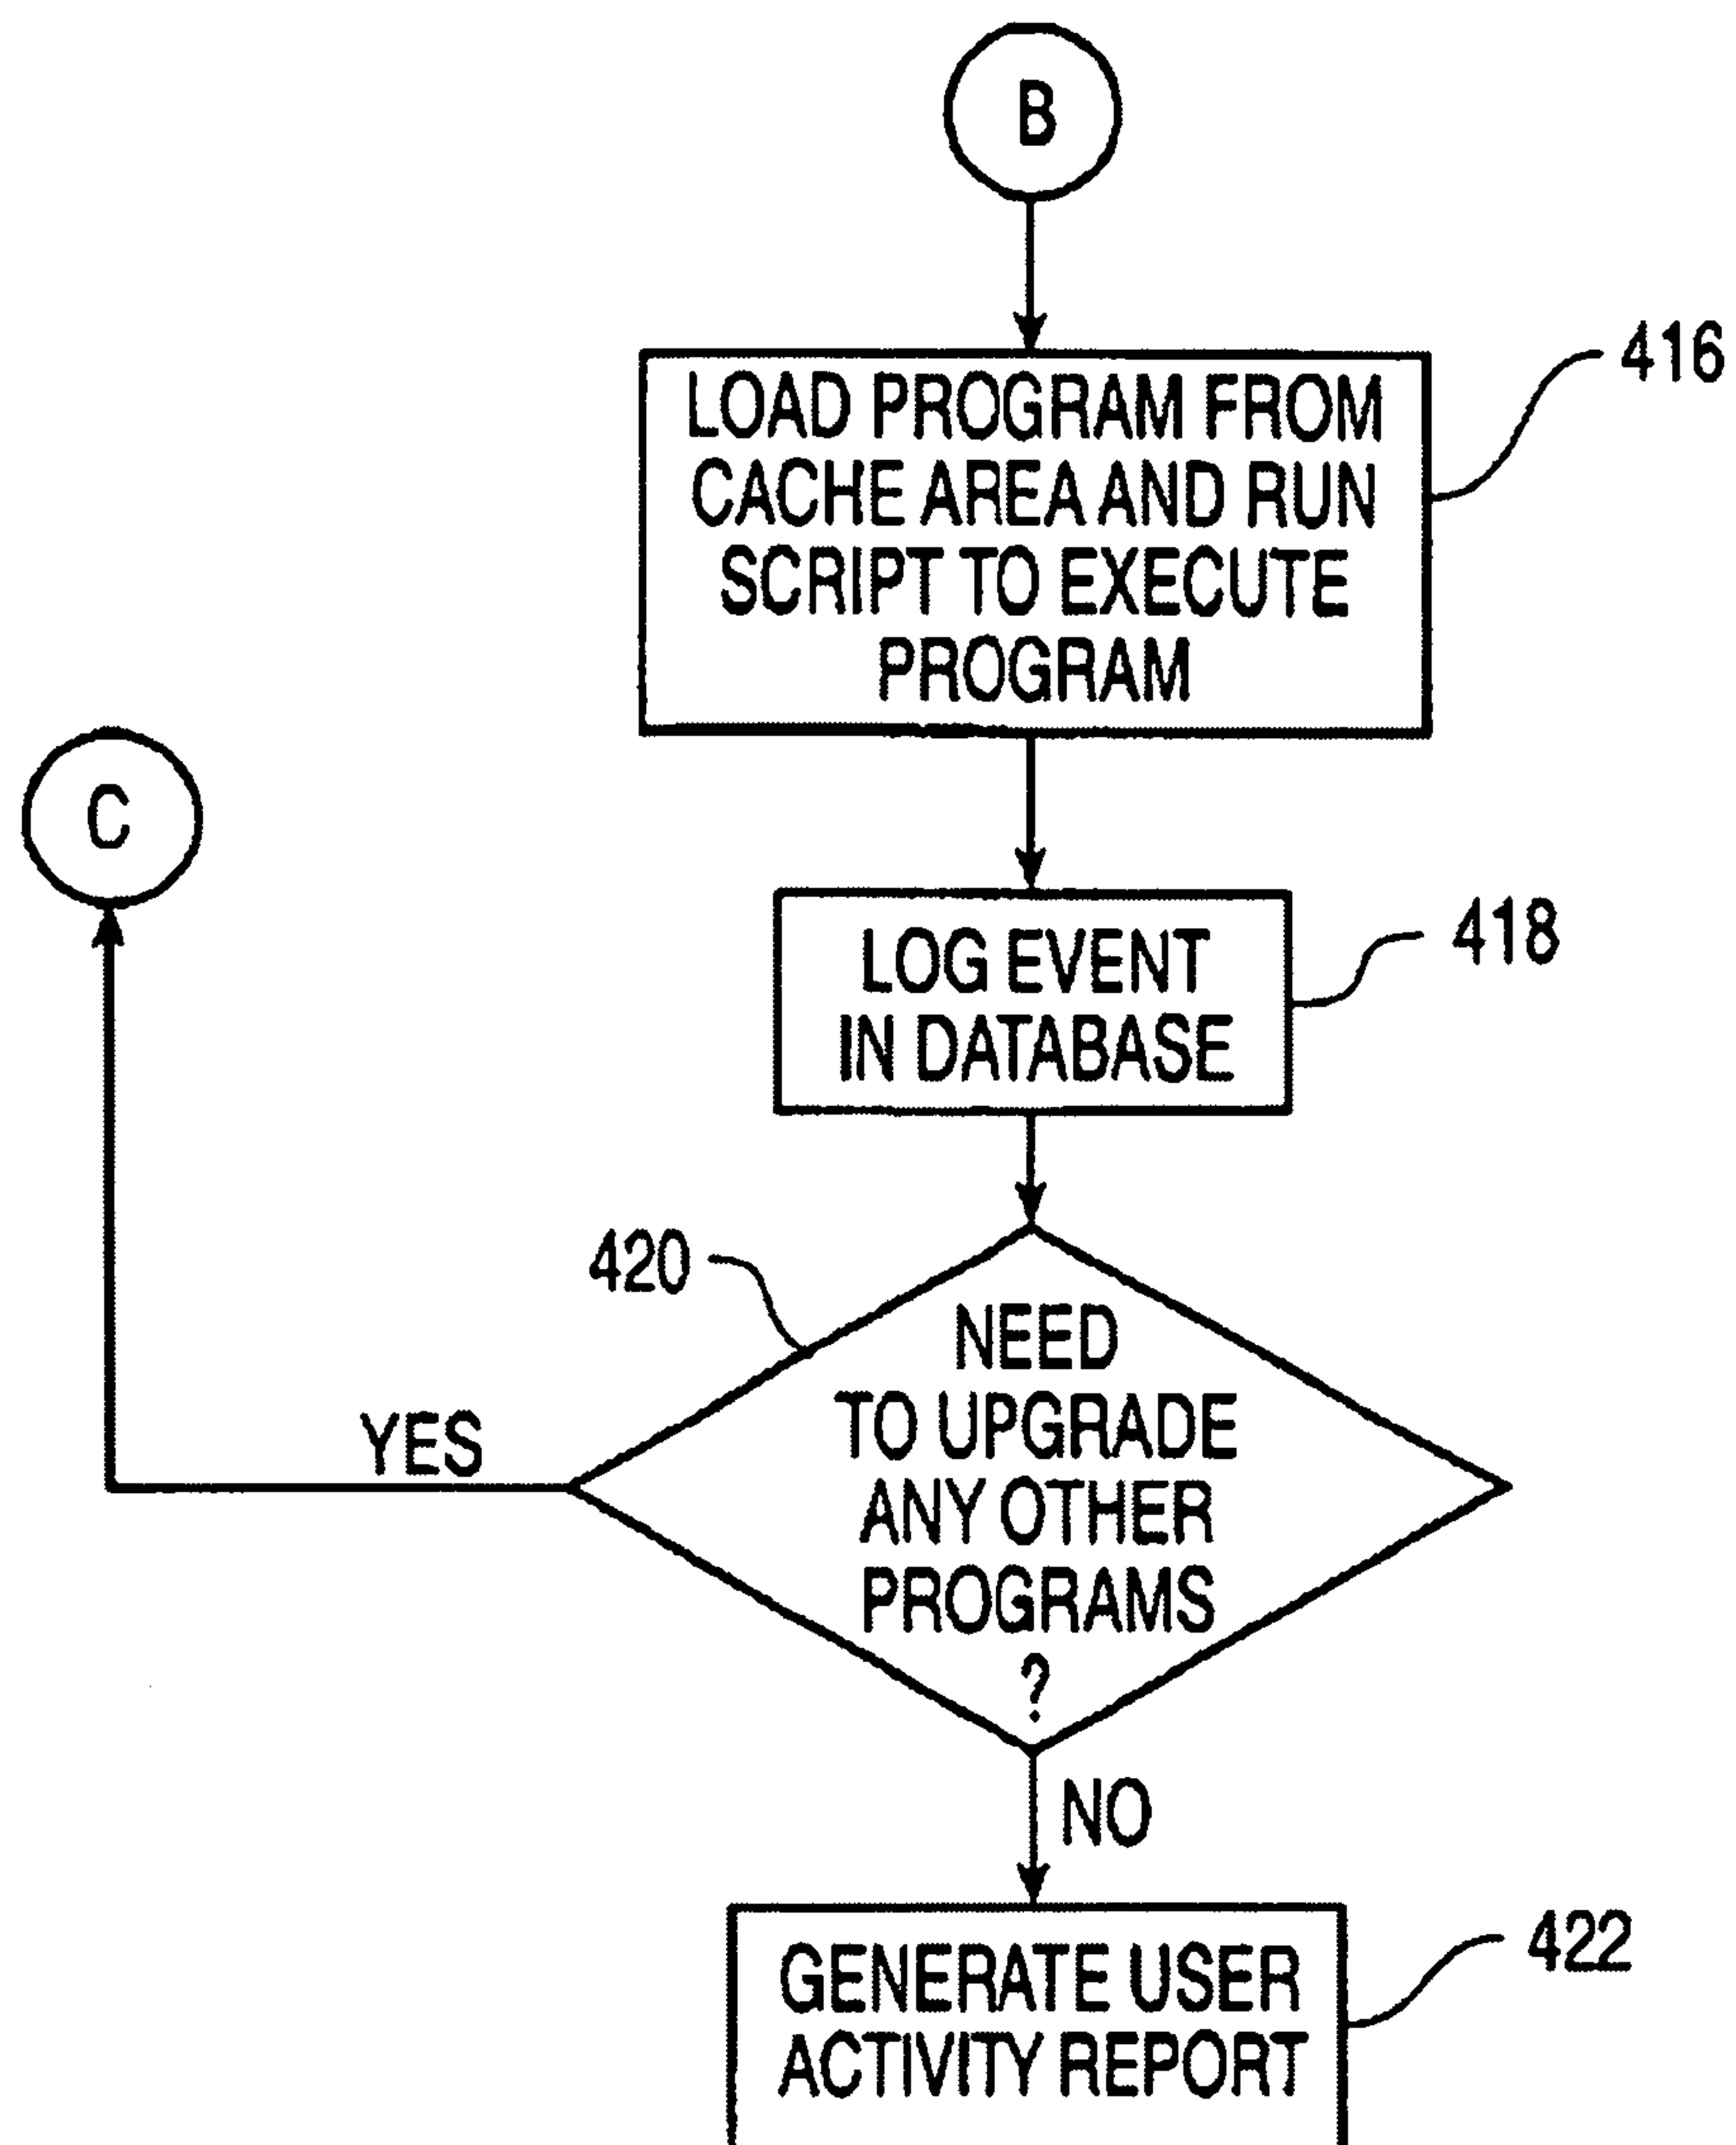 B
LOAD PROGRAM FROM
CACHE AREA AND RUN
SCRIPT TO EXECUTE
PROGRAM
416
C
LOG EVENT
IN DATABASE
418
420
NEED
TO UPGRADE
ANY OTHER
PROGRAMS
?
YES
NO
GENERATE USER
ACTIVITY REPORT
422